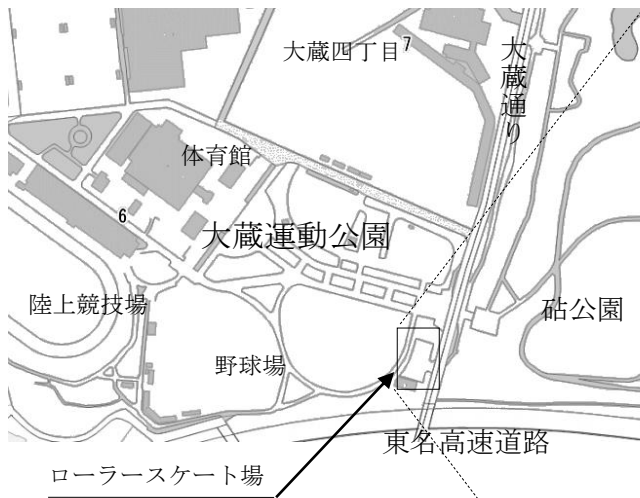 大蔵四丁目
7
大蔵通り
体育館
6
大蔵運動公園
陸上競技場
砧公園
野球場
東名高速道路
ローラースケート場